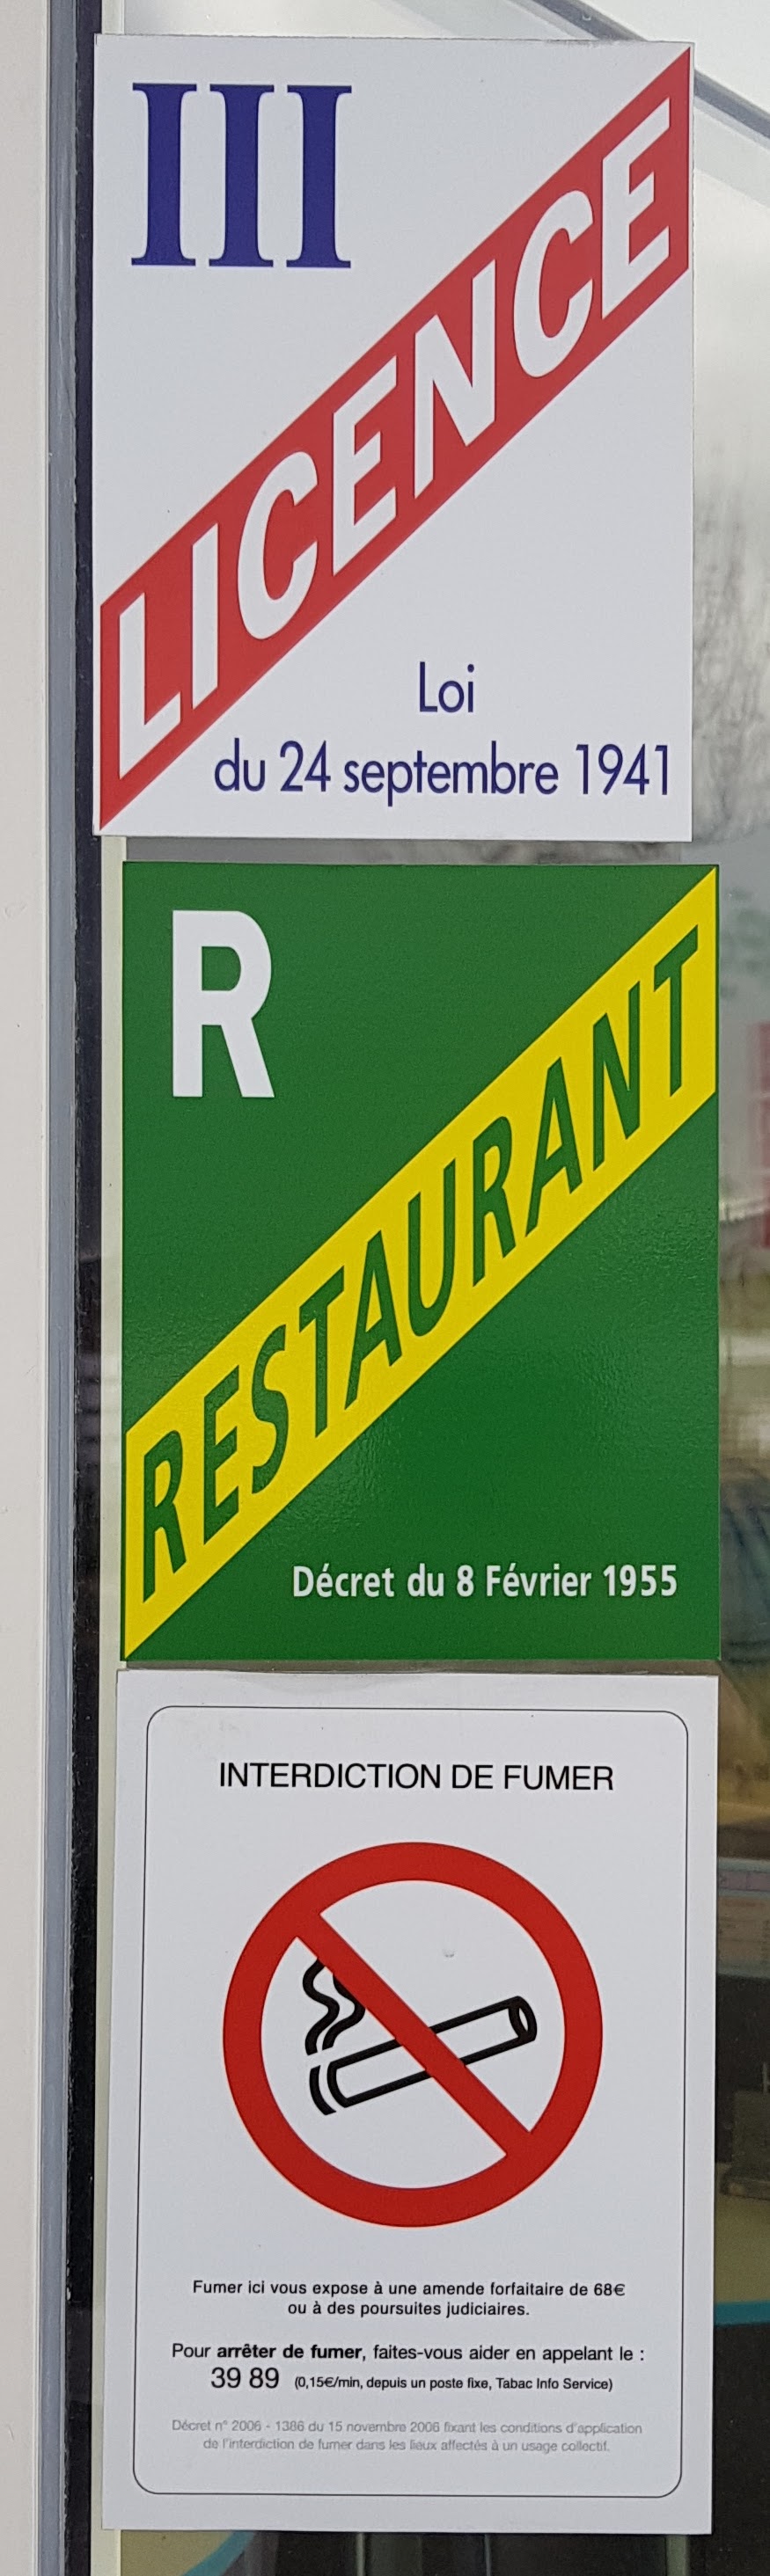 III
LICENCE
Loi
du 24 septembre 1941
R
RESTAURANT
Décret du 8 Février 1955
INTERDICTION DE FUMER
Fumer ici vous expose à une amende forfaitaire de 68€
ou à des poursuites judiciaires.
Pour arrêter de fumer, faites-vous aider en appelant le :
39 89 (0,15€/min, depuis un poste fixe, Tabac Info Service)
Décret n° 2006 - 1386 du 15 novembre 2006 fixant les conditions d'application
de l'interdiction de fumer dans les lieux affectés à un usage collectif.